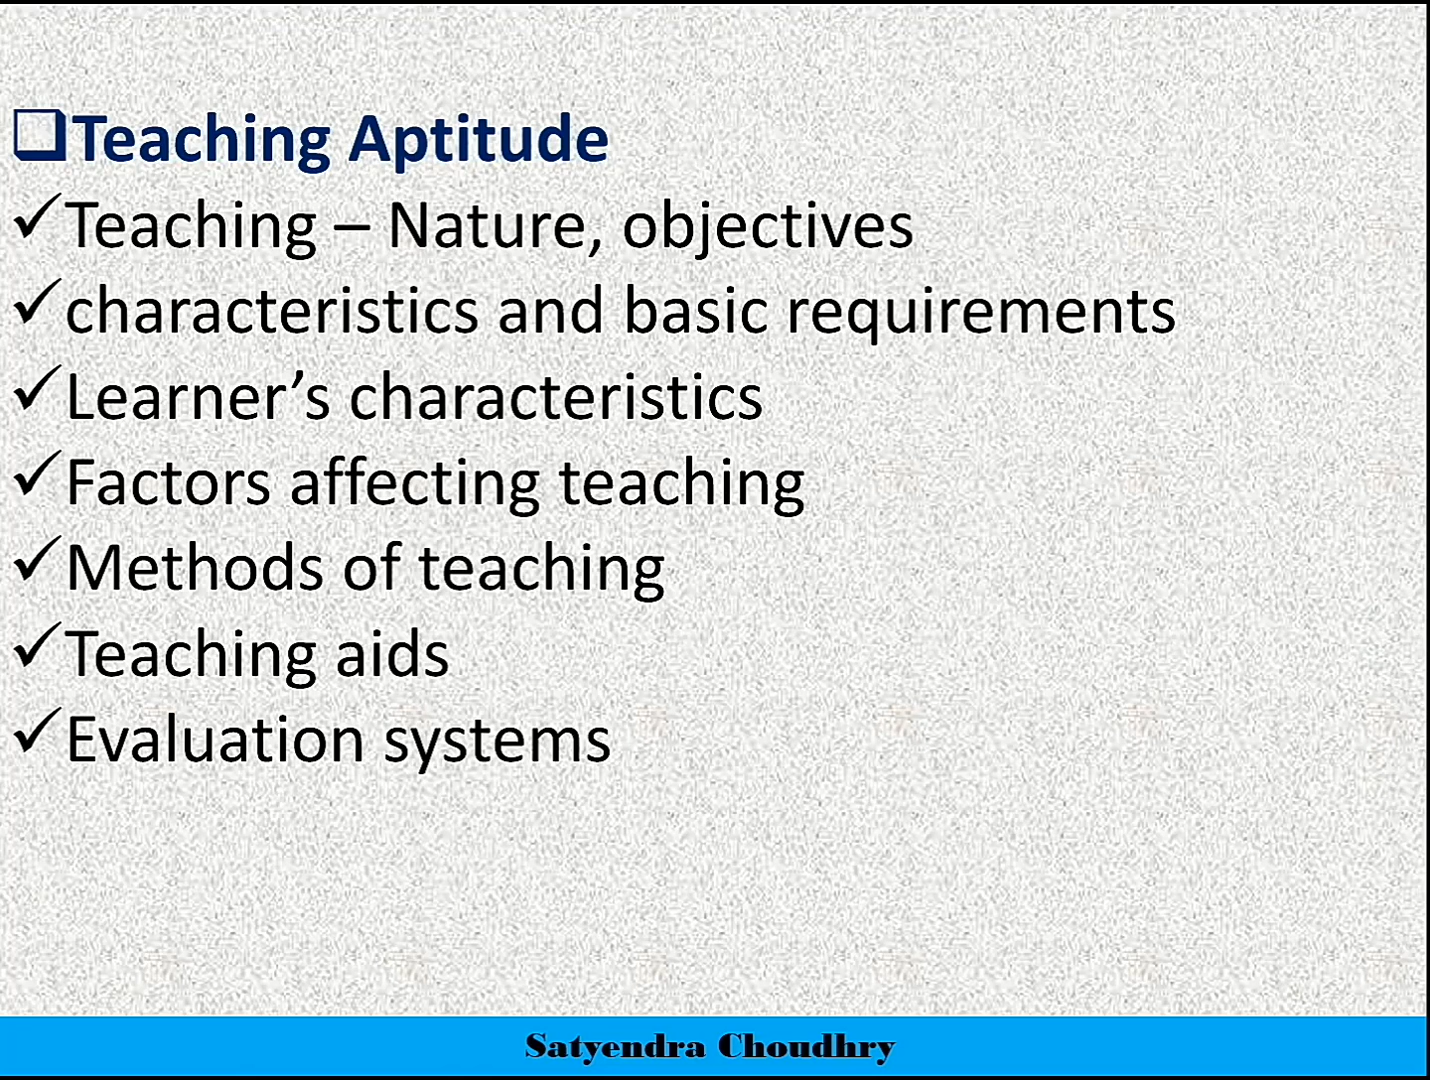 ❑Teaching Aptitude
✓Teaching – Nature, objectives
✓characteristics and basic requirements
✓Learner’s characteristics
✓Factors affecting teaching
✓Methods of teaching
✓Teaching aids
✓Evaluation systems
Satyendra Choudhry